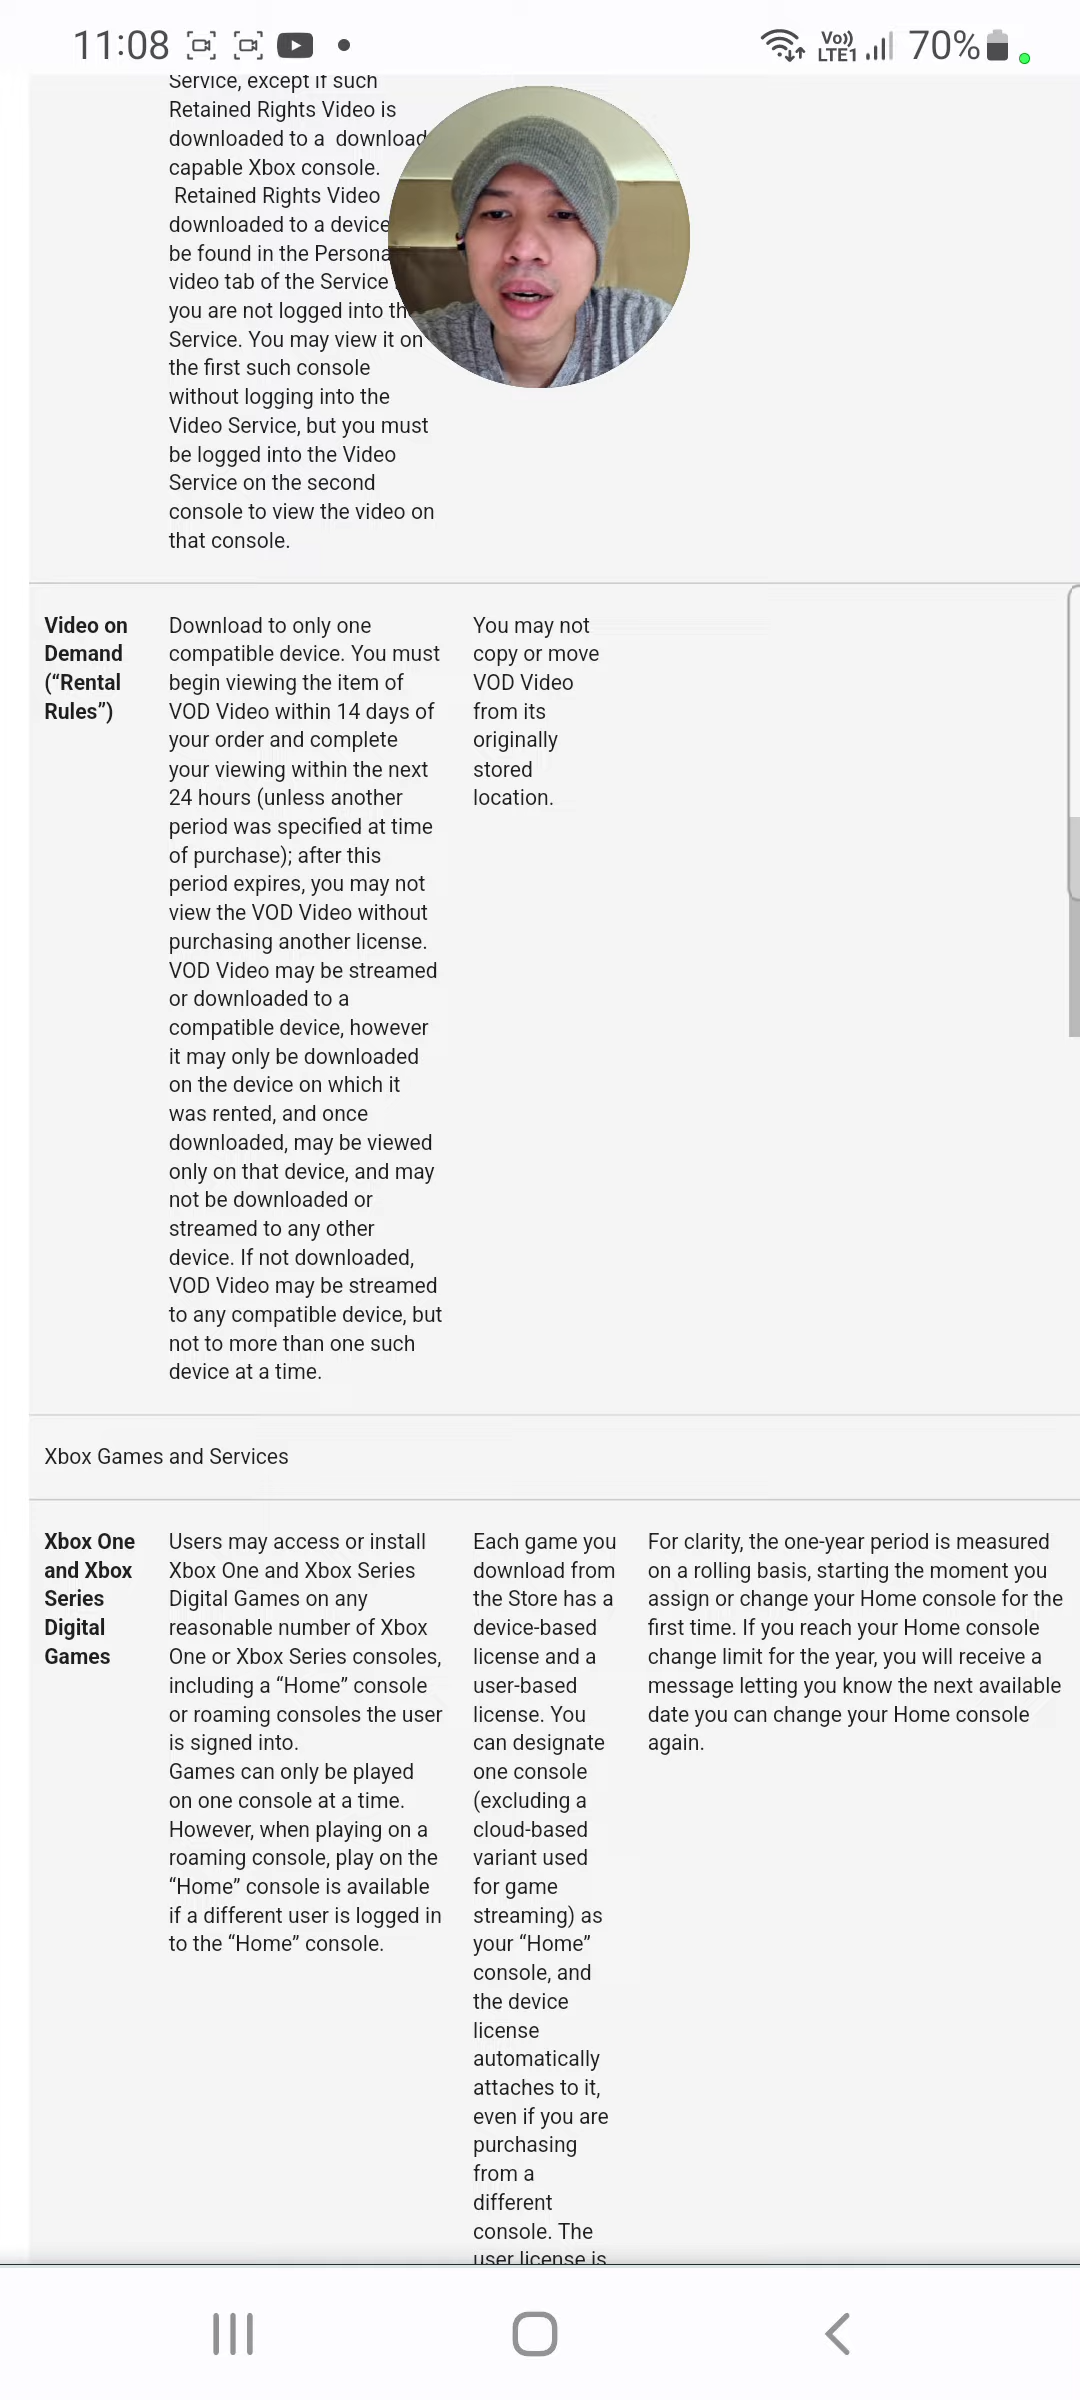 11:08
Vo)) LTE1 70%
Service, except if such
Retained Rights Video is
downloaded to a download
capable Xbox console.
Retained Rights Video
downloaded to a device
be found in the Persona
video tab of the Service
you are not logged into the
Service. You may view it on
the first such console
without logging into the
Video Service, but you must
be logged into the Video
Service on the second
console to view the video on
that console.
Video on
Demand
(“Rental
Rules”)
Download to only one
compatible device. You must
begin viewing the item of
VOD Video within 14 days of
your order and complete
your viewing within the next
24 hours (unless another
period was specified at time
of purchase); after this
period expires, you may not
view the VOD Video without
purchasing another license.
VOD Video may be streamed
or downloaded to a
compatible device, however
it may only be downloaded
on the device on which it
was rented, and once
downloaded, may be viewed
only on that device, and may
not be downloaded or
streamed to any other
device. If not downloaded,
VOD Video may be streamed
to any compatible device, but
not to more than one such
device at a time.
You may not
copy or move
VOD Video
from its
originally
stored
location.
Xbox Games and Services
Xbox One
and Xbox
Series
Digital
Games
Users may access or install
Xbox One and Xbox Series
Digital Games on any
reasonable number of Xbox
One or Xbox Series consoles,
including a “Home” console
or roaming consoles the user
is signed into.
Games can only be played
on one console at a time.
However, when playing on a
roaming console, play on the
“Home” console is available
if a different user is logged in
to the “Home” console.
Each game you
download from
the Store has a
device-based
license and a
user-based
license. You
can designate
one console
(excluding a
cloud-based
variant used
for game
streaming) as
your “Home”
console, and
the device
license
automatically
attaches to it,
even if you are
purchasing
from a
different
console. The
user license is
For clarity, the one-year period is measured
on a rolling basis, starting the moment you
assign or change your Home console for the
first time. If you reach your Home console
change limit for the year, you will receive a
message letting you know the next available
date you can change your Home console
again.